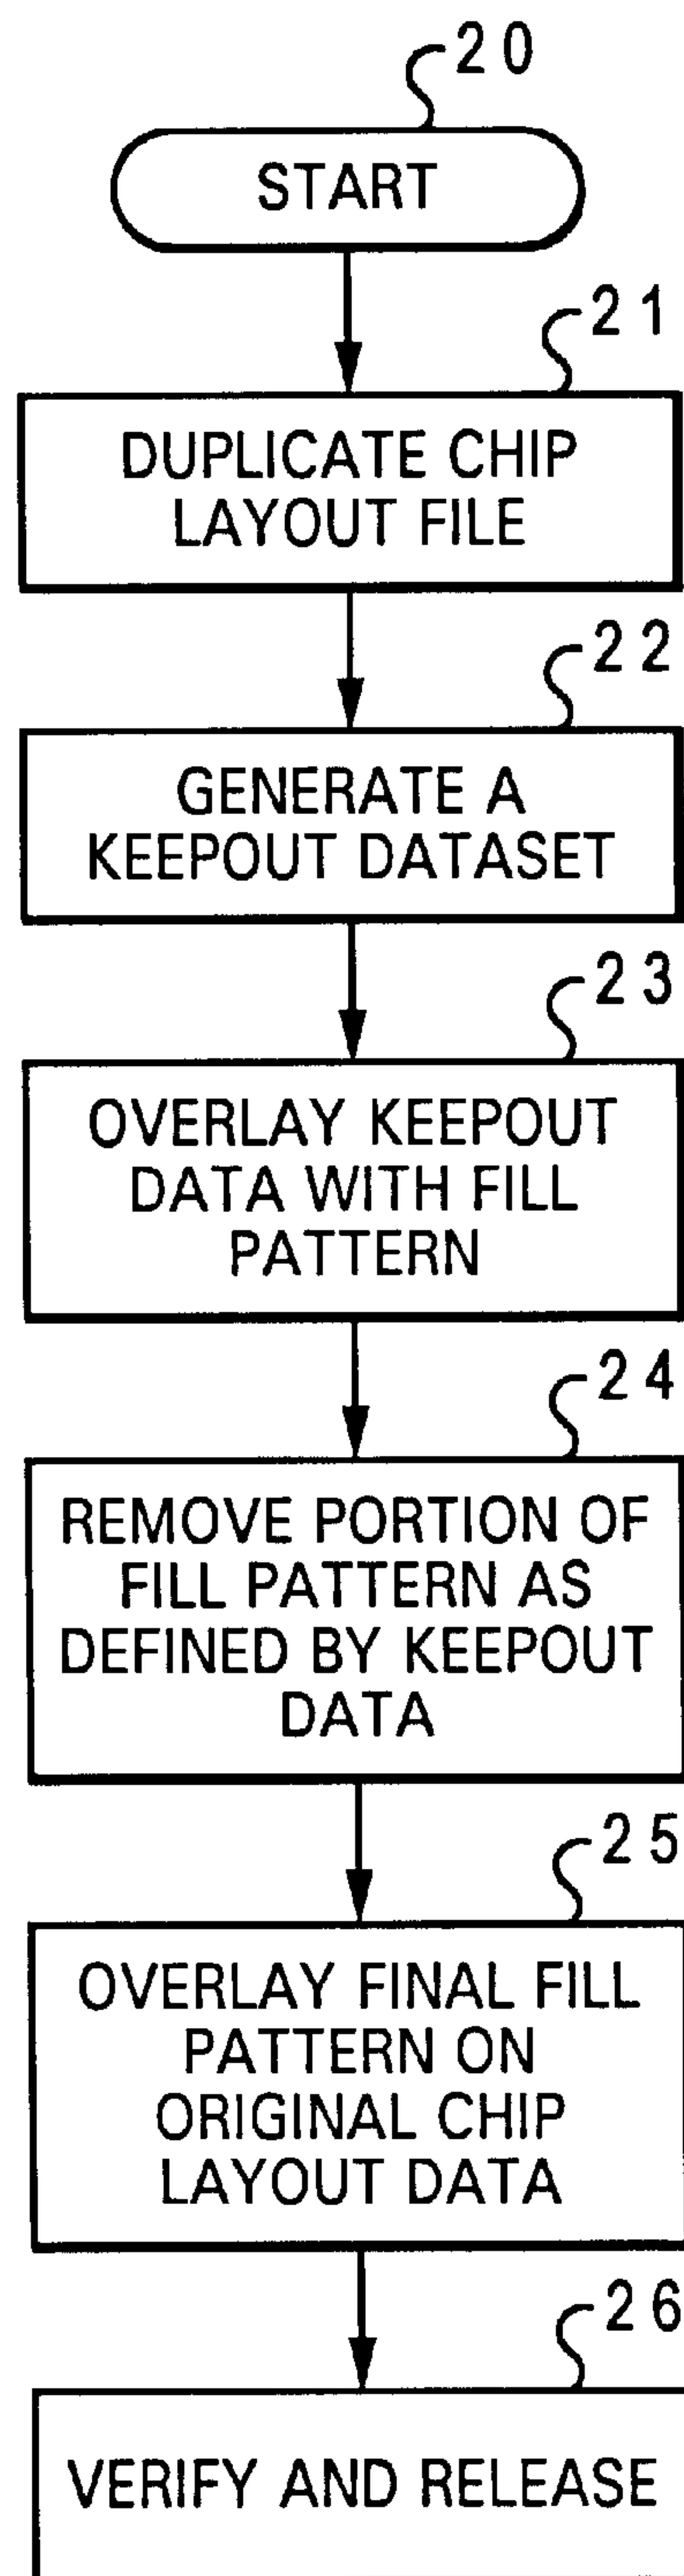 20
START
21
DUPLICATE CHIP
LAYOUT FILE
22
GENERATE A
KEEPOUT DATASET
23
OVERLAY KEEPOUT
DATA WITH FILL
PATTERN
24
REMOVE PORTION OF
FILL PATTERN AS
DEFINED BY KEEPOUT
DATA
25
OVERLAY FINAL FILL
PATTERN ON
ORIGINAL CHIP
LAYOUT DATA
26
VERIFY AND RELEASE